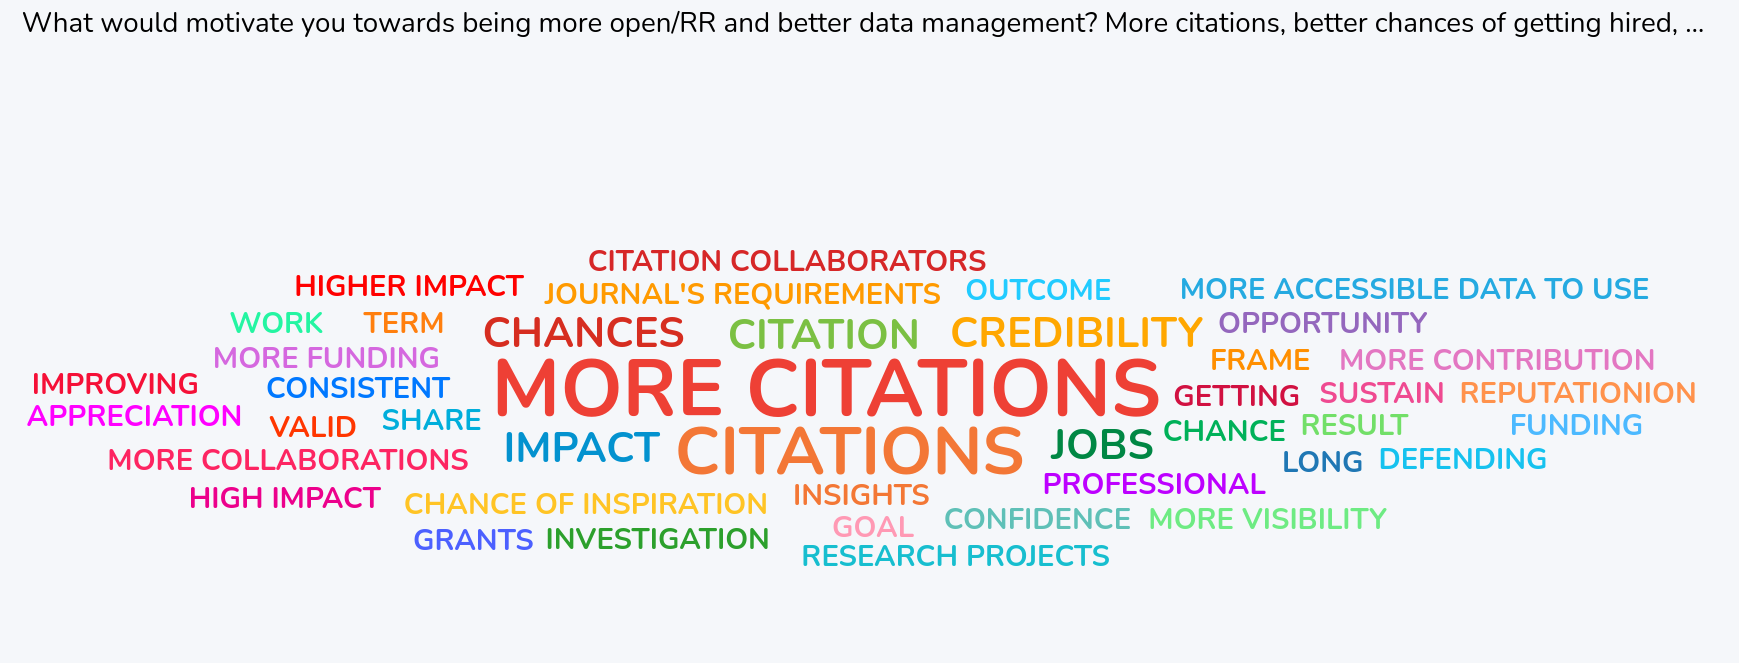 What would motivate you towards being more open/RR and better data management? More citations, better chances of getting hired, ...
CITATION COLLABORATORS
HIGHER IMPACT JOURNAL'S REQUIREMENTS OUTCOME MORE ACCESSIBLE DATA TO USE
WORK TERM CHANCES CITATION CREDIBILITY OPPORTUNITY
MORE FUNDING FRAME MORE CONTRIBUTION
IMPROVING CONSISTENT MORE CITATIONS GETTING SUSTAIN REPUTATIONION
APPRECIATION VALID SHARE CHANCE RESULT FUNDING
MORE COLLABORATIONS IMPACT CITATIONS JOBS LONG DEFENDING
HIGH IMPACT CHANCE OF INSPIRATION INSIGHTS PROFESSIONAL
GOAL CONFIDENCE MORE VISIBILITY
GRANTS INVESTIGATION
RESEARCH PROJECTS